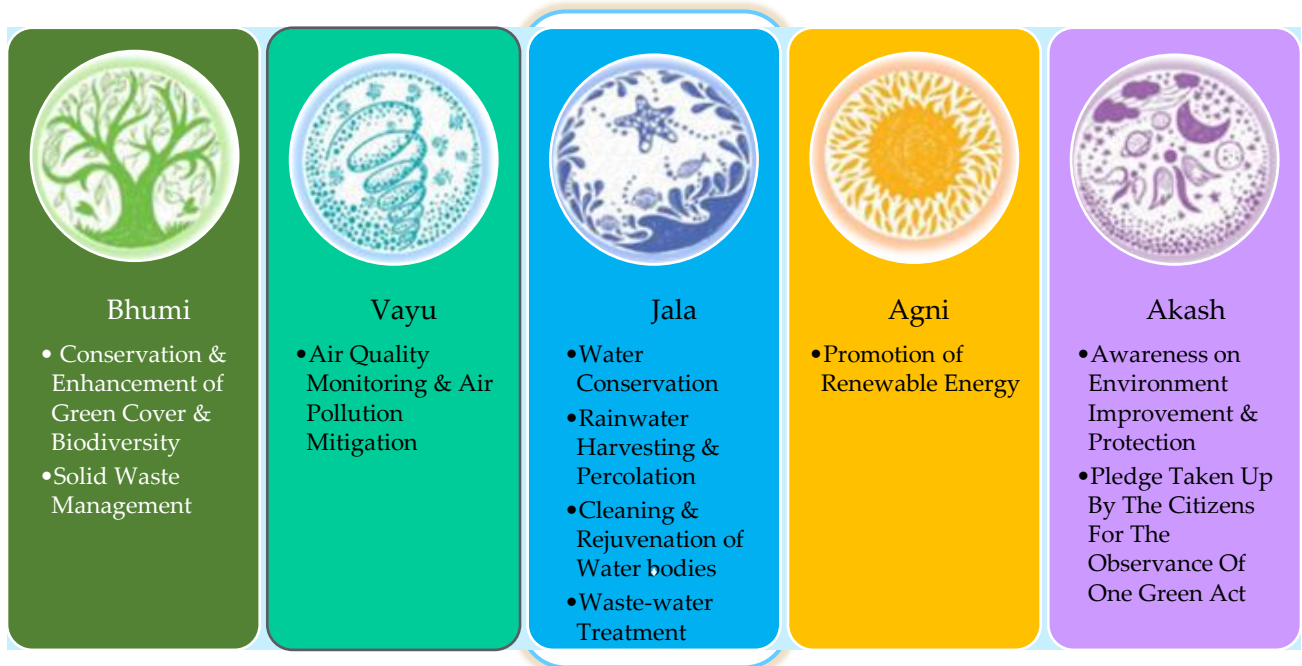 Bhumi
• Conservation &
Enhancement of
Green Cover &
Biodiversity
•Solid Waste
Management
Vayu
•Air Quality
Monitoring & Air
Pollution
Mitigation
Jala
•Water
Conservation
•Rainwater
Harvesting &
Percolation
•Cleaning &
Rejuvenation of
Water bodies
•Waste-water
Treatment
Agni
•Promotion of
Renewable Energy
Akash
•Awareness on
Environment
Improvement &
Protection
•Pledge Taken Up
By The Citizens
For The
Observance Of
One Green Act